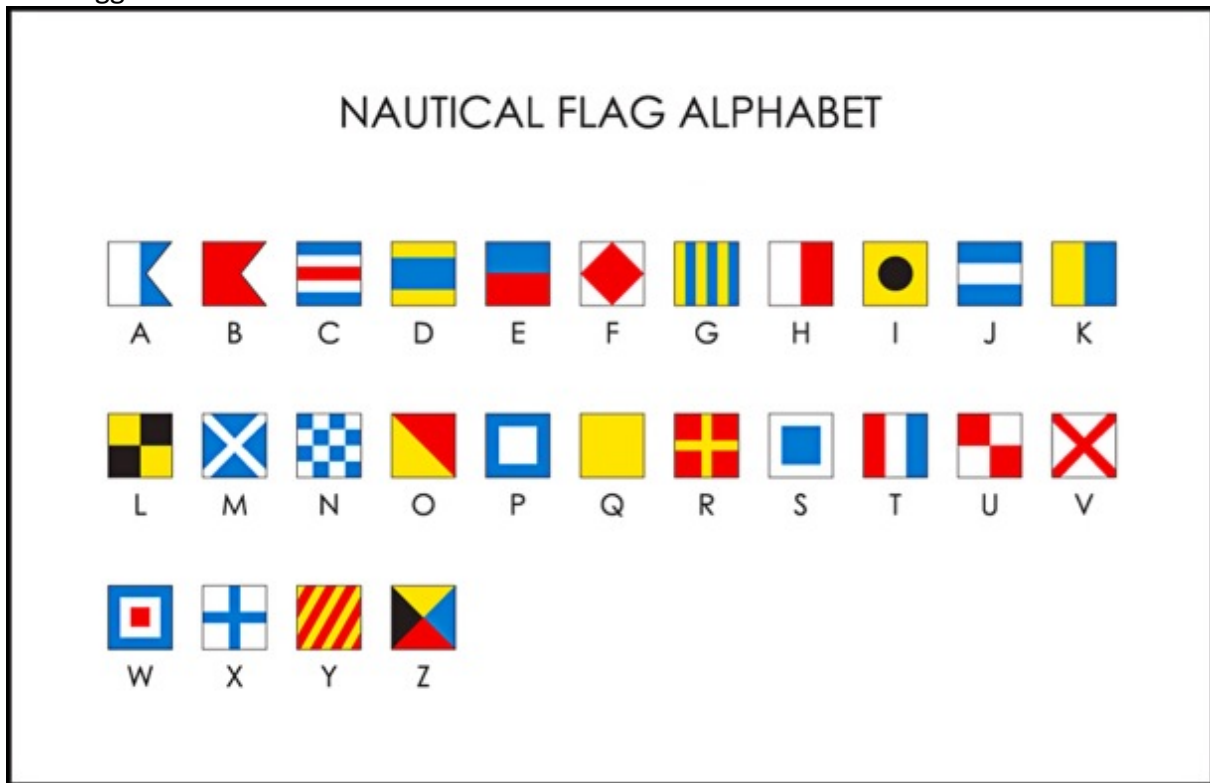 NAUTICAL FLAG ALPHABET
A B C D E F G H I J K
L M N O P Q R S T U V
W X Y Z